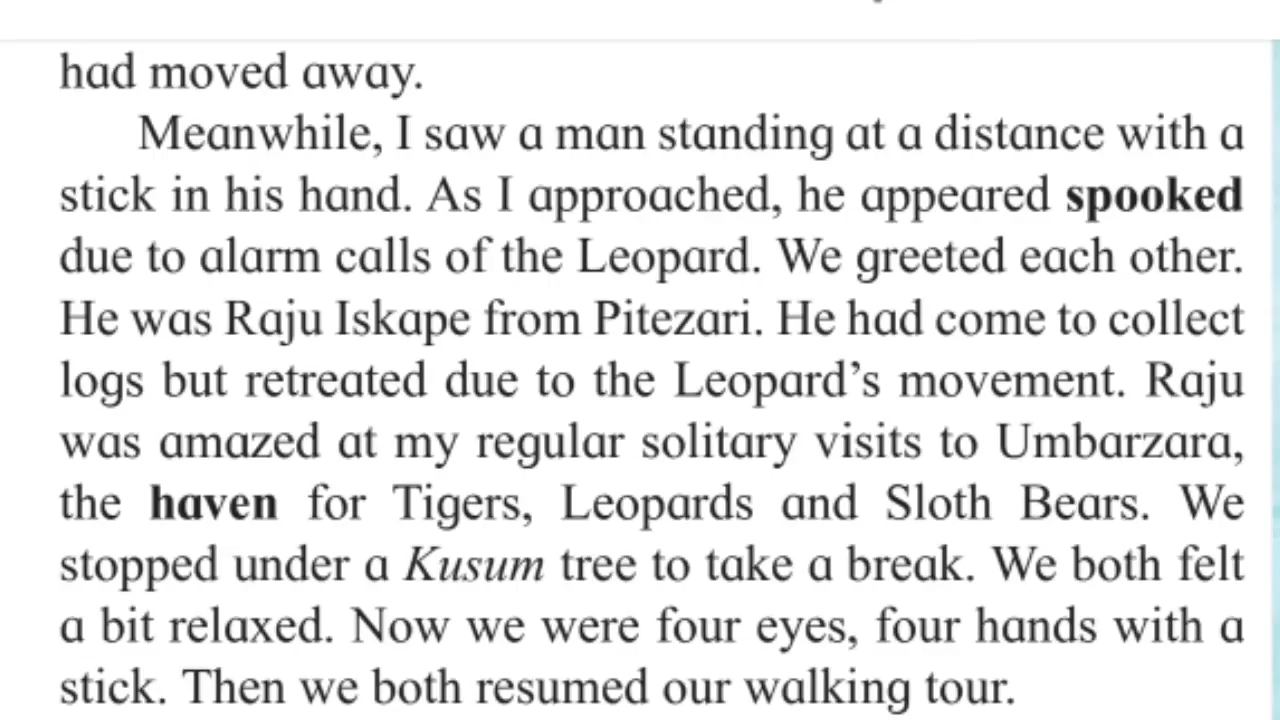 had moved away.
Meanwhile, I saw a man standing at a distance with a
stick in his hand. As I approached, he appeared spooked
due to alarm calls of the Leopard. We greeted each other.
He was Raju Iskape from Pitezari. He had come to collect
logs but retreated due to the Leopard’s movement. Raju
was amazed at my regular solitary visits to Umbarzara,
the haven for Tigers, Leopards and Sloth Bears. We
stopped under a Kusum tree to take a break. We both felt
a bit relaxed. Now we were four eyes, four hands with a
stick. Then we both resumed our walking tour.